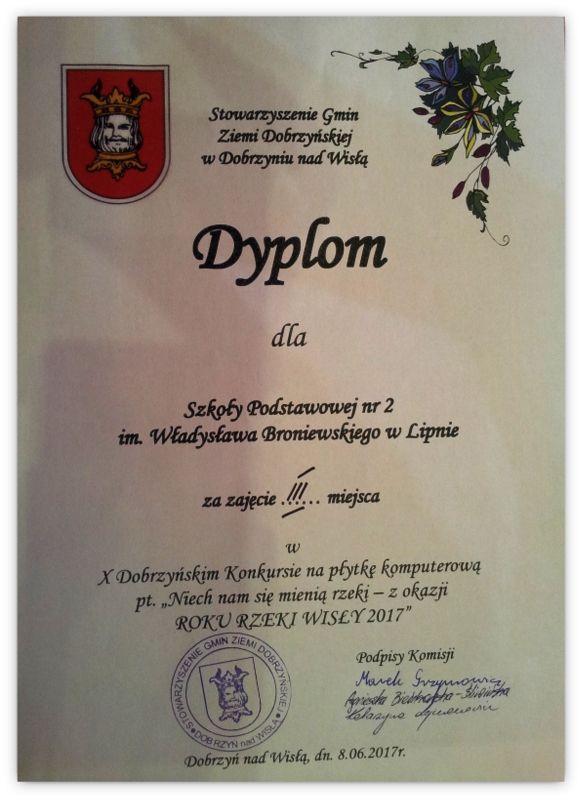 Stowarzyszenie Gmin
Ziemi Dobrzyńskiej
w Dobrzyniu nad Wisłą
Dyplom
dla
Szkoły Podstawowej nr 2
im. Władysława Broniewskiego w Lipnie
za zajęcie ...III...... miejsca
w
X Dobrzyńskim Konkursie na płytkę komputerową
pt. „Niech nam się mienią rzeki – z okazji
ROKU RZEKI WISŁY 2017”
STOWARZYSZENIE GMIN ZIEMI DOBRZYŃSKIEJ
DOBRZYŃ nad WISŁĄ
Podpisy Komisji
Marek
Agnieszka
Katarzyna
Dobrzyń nad Wisłą, dn. 8.06.2017r.